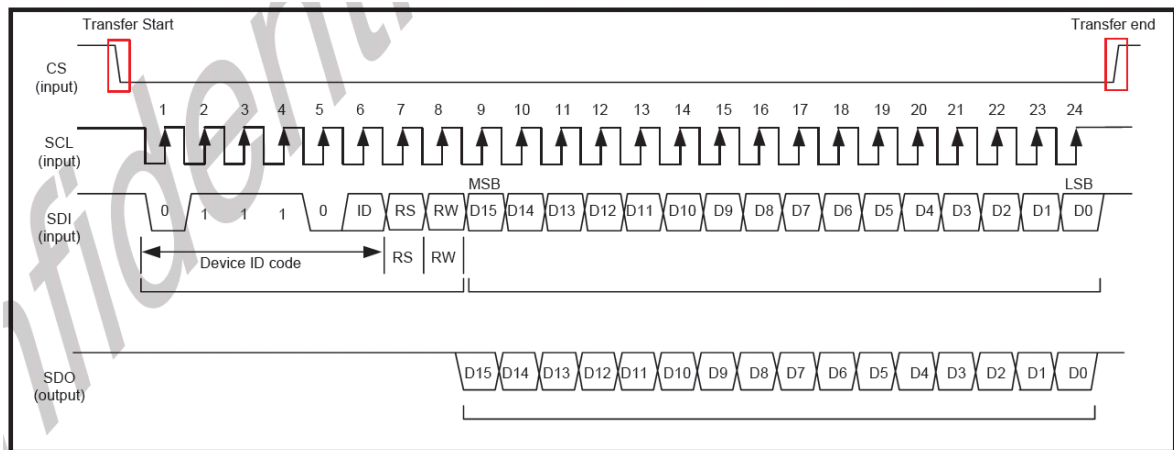 Transfer Start
Transfer end
CS
(input)
1 2 3 4 5 6 7 8 9 10 11 12 13 14 15 16 17 18 19 20 21 22 23 24
SCL
(input)
MSB
LSB
SDI
(input)
0 1 1 1 0 ID RS RW D15 D14 D13 D12 D11 D10 D9 D8 D7 D6 D5 D4 D3 D2 D1 D0
Device ID code
RS
RW
SDO
(output)
D15 D14 D13 D12 D11 D10 D9 D8 D7 D6 D5 D4 D3 D2 D1 D0
nfident